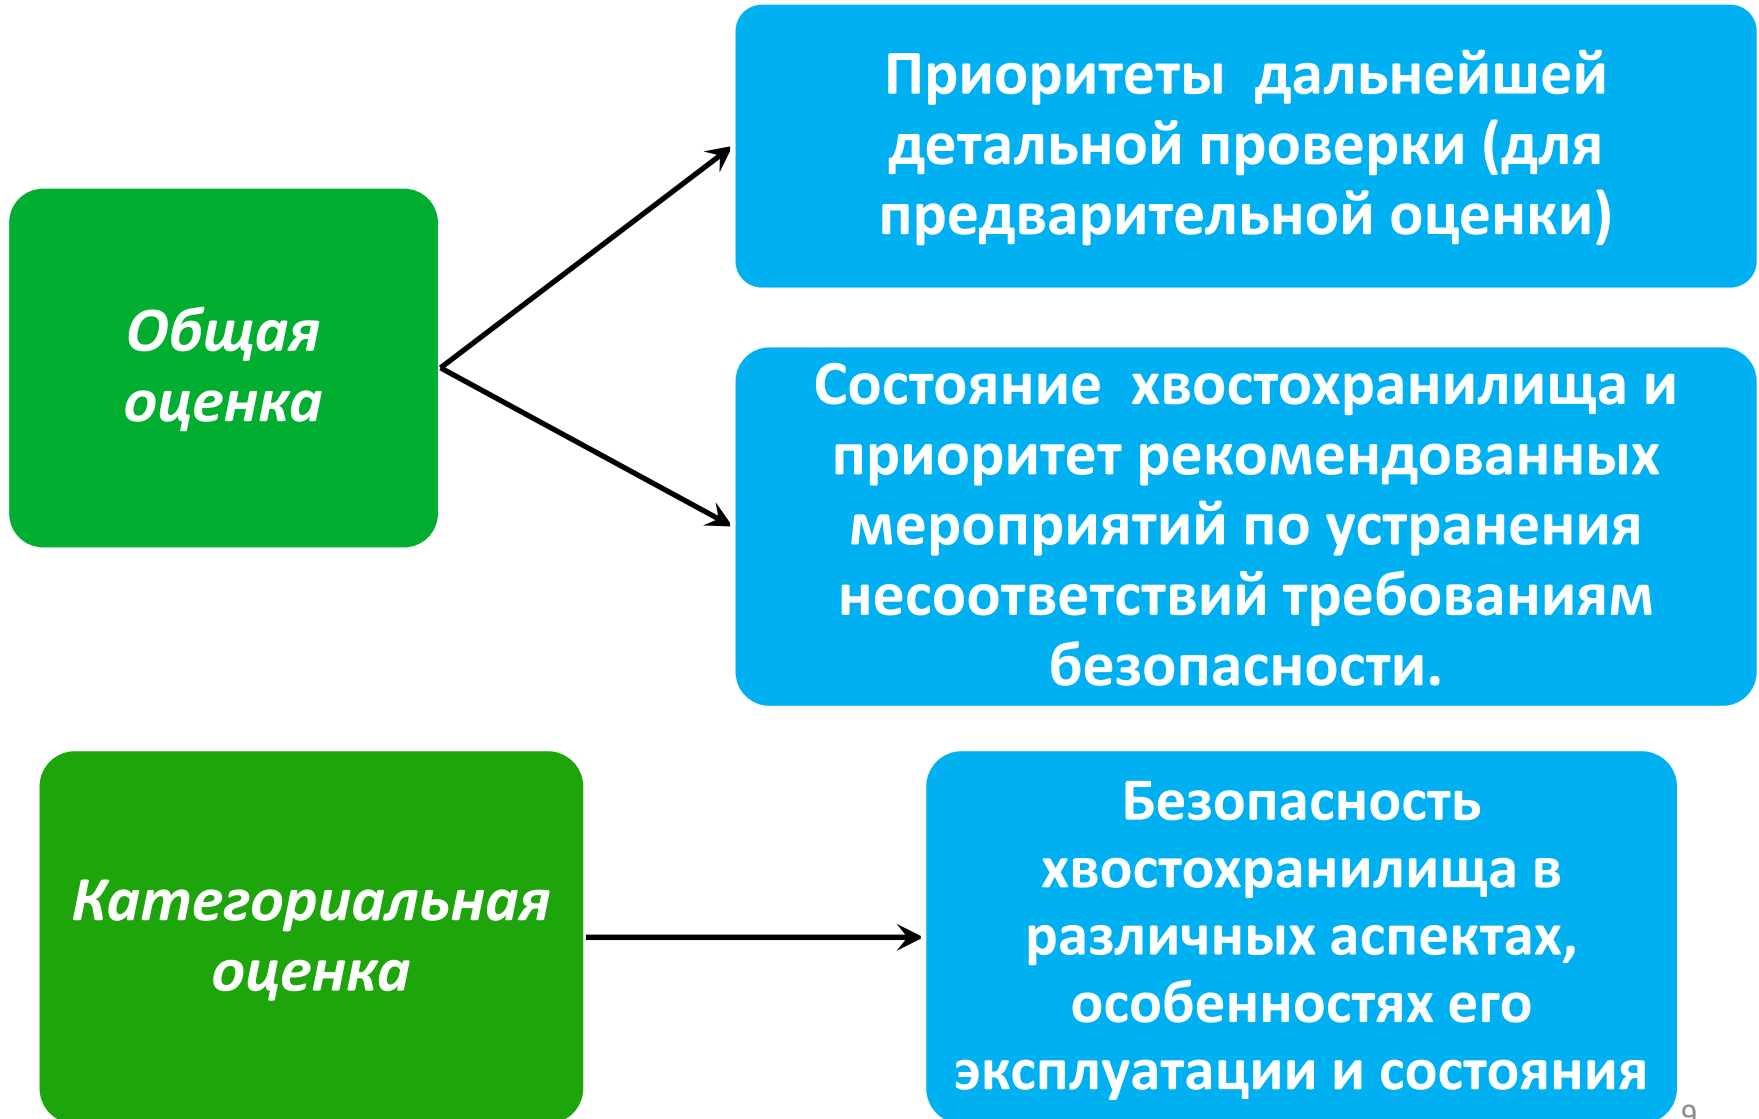 Общая
оценка
Приоритеты дальнейшей
детальной проверки (для
предварительной оценки)
Состояние хвостохранилища и
приоритет рекомендованных
мероприятий по устранения
несоответствий требованиям
безопасности.
Категориальная
оценка
Безопасность
хвостохранилища в
различных аспектах,
особенностях его
эксплуатации и состояния
9